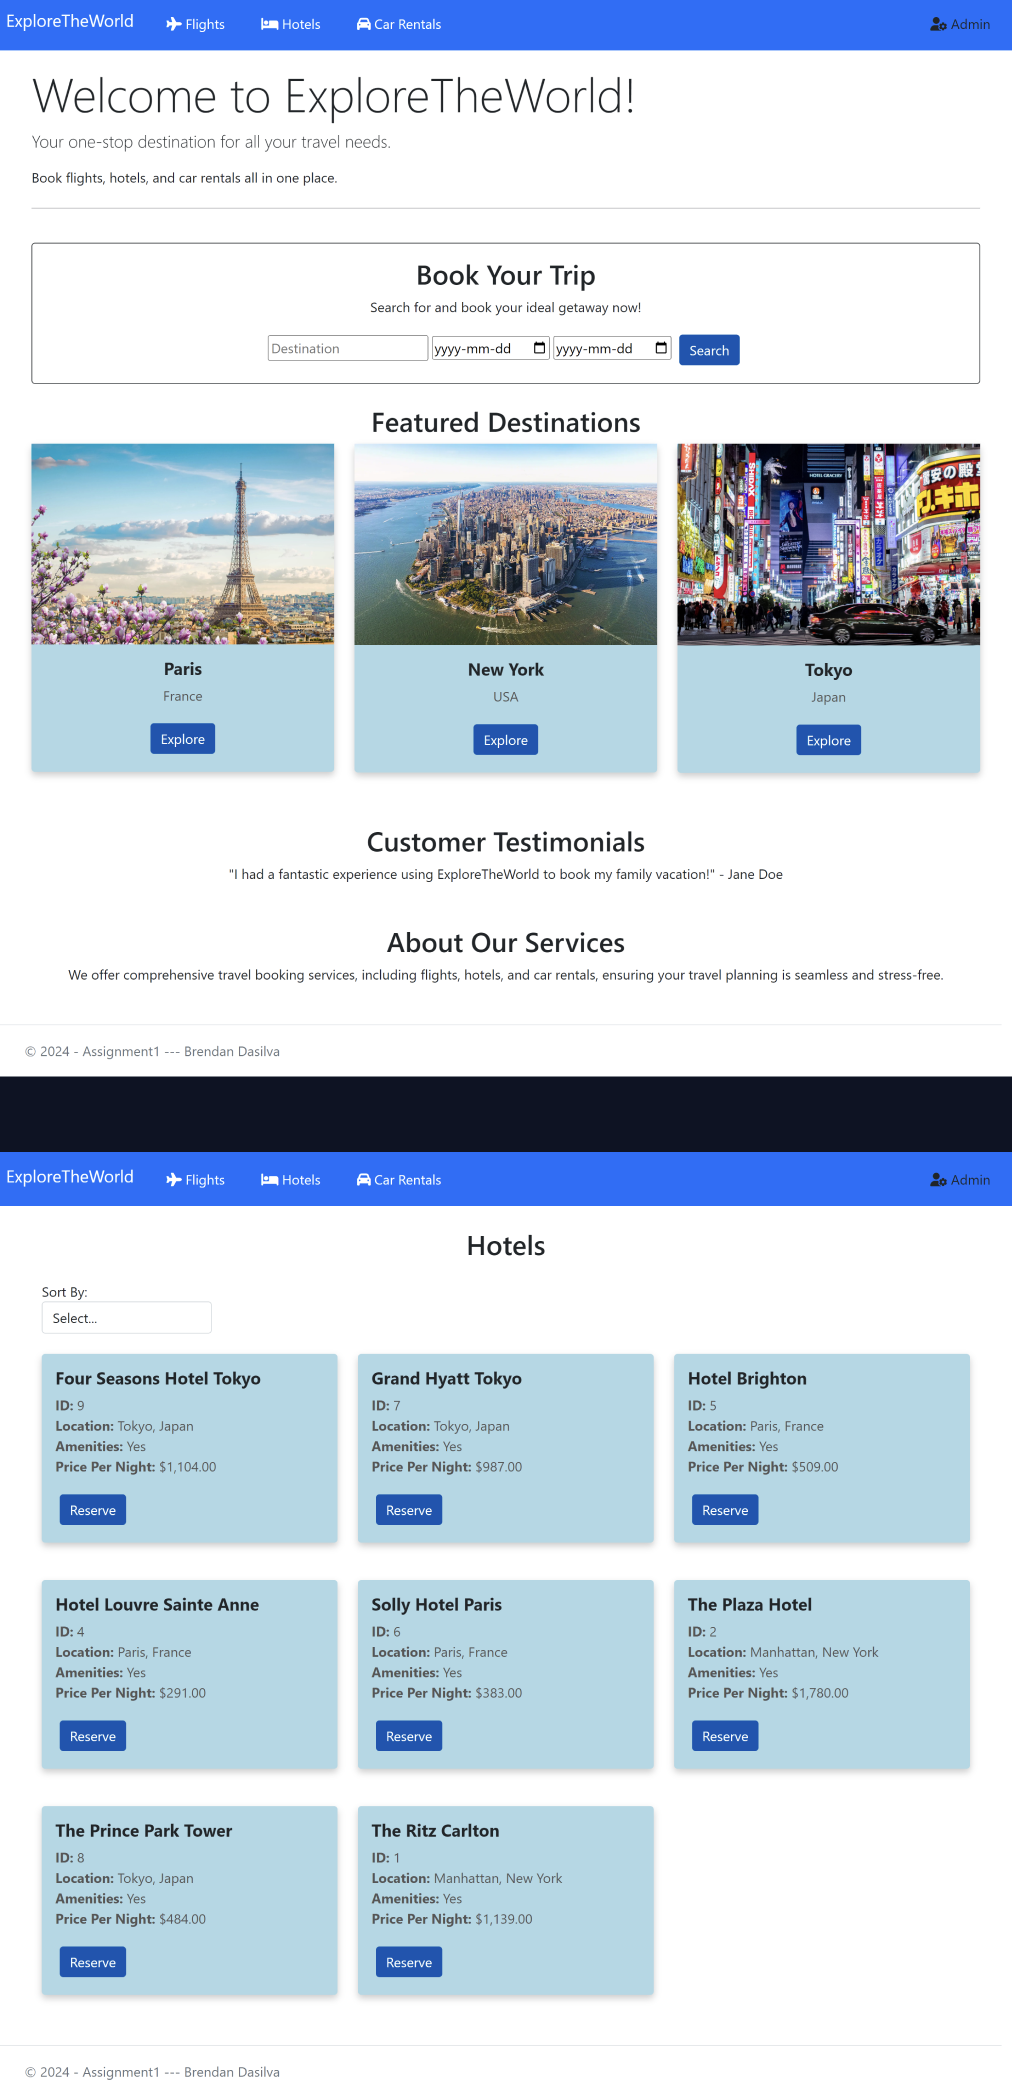 ExploreTheWorld Flights Hotels Car Rentals Admin
Welcome to ExploreTheWorld!
Your one-stop destination for all your travel needs.
Book flights, hotels, and car rentals all in one place.
Book Your Trip
Search for and book your ideal getaway now!
Destination yyyy-mm-dd yyyy-mm-dd Search
Featured Destinations
HOTEL GRACERY
Paris
France
Explore
New York
USA
Explore
Tokyo
Japan
Explore
Customer Testimonials
"I had a fantastic experience using ExploreTheWorld to book my family vacation!" - Jane Doe
About Our Services
We offer comprehensive travel booking services, including flights, hotels, and car rentals, ensuring your travel planning is seamless and stress-free.
© 2024 - Assignment1 --- Brendan Dasilva
ExploreTheWorld Flights Hotels Car Rentals Admin
Hotels
Sort By:
Select...
Four Seasons Hotel Tokyo
ID: 9
Location: Tokyo, Japan
Amenities: Yes
Price Per Night: $1,104.00
Reserve
Grand Hyatt Tokyo
ID: 7
Location: Tokyo, Japan
Amenities: Yes
Price Per Night: $987.00
Reserve
Hotel Brighton
ID: 5
Location: Paris, France
Amenities: Yes
Price Per Night: $509.00
Reserve
Hotel Louvre Sainte Anne
ID: 4
Location: Paris, France
Amenities: Yes
Price Per Night: $291.00
Reserve
Solly Hotel Paris
ID: 6
Location: Paris, France
Amenities: Yes
Price Per Night: $383.00
Reserve
The Plaza Hotel
ID: 2
Location: Manhattan, New York
Amenities: Yes
Price Per Night: $1,780.00
Reserve
The Prince Park Tower
ID: 8
Location: Tokyo, Japan
Amenities: Yes
Price Per Night: $484.00
Reserve
The Ritz Carlton
ID: 1
Location: Manhattan, New York
Amenities: Yes
Price Per Night: $1,139.00
Reserve
© 2024 - Assignment1 --- Brendan Dasilva